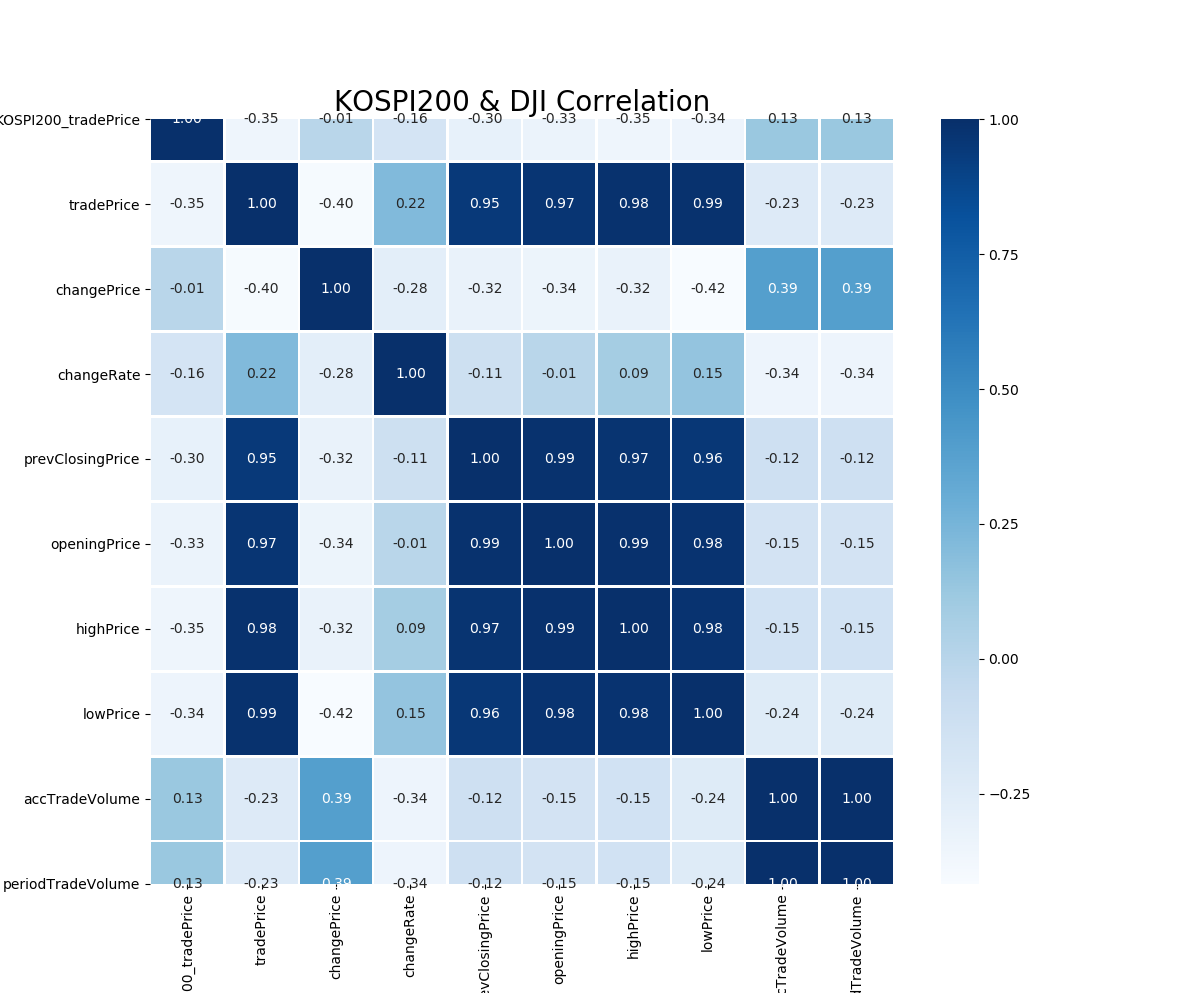 KOSPI200 & DJI Correlation
KOSPI200_tradePrice 1.00 -0.35 -0.01 -0.16 -0.30 -0.33 -0.35 -0.34 0.13 0.13
tradePrice -0.35 1.00 -0.40 0.22 0.95 0.97 0.98 0.99 -0.23 -0.23
changePrice -0.01 -0.40 1.00 -0.28 -0.32 -0.34 -0.32 -0.42 0.39 0.39
changeRate -0.16 0.22 -0.28 1.00 -0.11 -0.01 0.09 0.15 -0.34 -0.34
prevClosingPrice -0.30 0.95 -0.32 -0.11 1.00 0.99 0.97 0.96 -0.12 -0.12
openingPrice -0.33 0.97 -0.34 -0.01 0.99 1.00 0.99 0.98 -0.15 -0.15
highPrice -0.35 0.98 -0.32 0.09 0.97 0.99 1.00 0.98 -0.15 -0.15
lowPrice -0.34 0.99 -0.42 0.15 0.96 0.98 0.98 1.00 -0.24 -0.24
accTradeVolume 0.13 -0.23 0.39 -0.34 -0.12 -0.15 -0.15 -0.24 1.00 1.00
periodTradeVolume 0.13 -0.23 0.39 -0.34 -0.12 -0.15 -0.15 -0.24 1.00 1.00
00_tradePrice
tradePrice
changePrice
changeRate
evClosingPrice
openingPrice
highPrice
lowPrice
cTradeVolume
dTradeVolume
1.00
0.75
0.50
0.25
0.00
−0.25